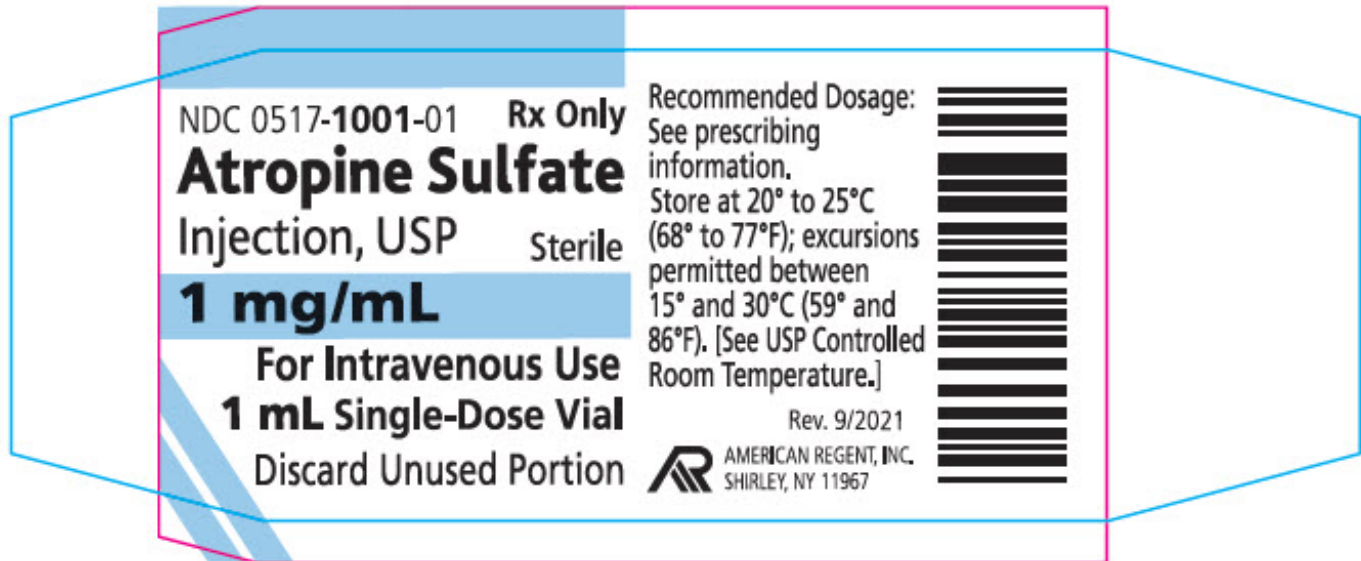 NDC 0517-1001-01 Rx Only
Atropine Sulfate
Injection, USP Sterile
1 mg/mL
For Intravenous Use
1 mL Single-Dose Vial
Discard Unused Portion
Recommended Dosage:
See prescribing
information.
Store at 20° to 25°C
(68° to 77°F); excursions
permitted between
15° and 30°C (59° and
86°F). [See USP Controlled
Room Temperature.]
Rev. 9/2021
AR
AMERICAN REGENT, INC.
SHIRLEY, NY 11967